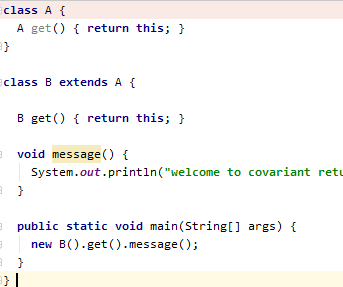 class A {
  A get() { return this; }
}
class B extends A {
  B get() { return this; }
  void message() {
    System.out.println("welcome to covariant retu
  }
  public static void main(String[] args) {
    new B().get().message();
  }
}